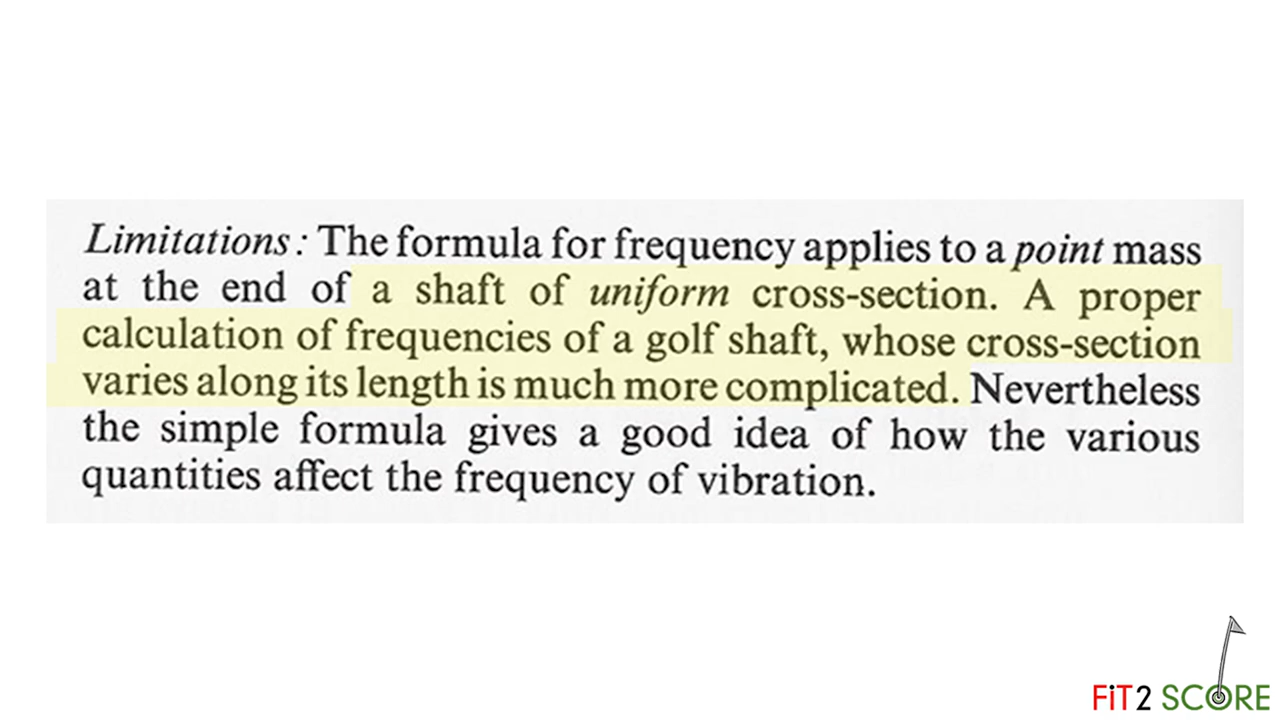 Limitations: The formula for frequency applies to a point mass
at the end of a shaft of uniform cross-section. A proper
calculation of frequencies of a golf shaft, whose cross-section
varies along its length is much more complicated. Nevertheless
the simple formula gives a good idea of how the various
quantities affect the frequency of vibration.
FiT2 SCORE